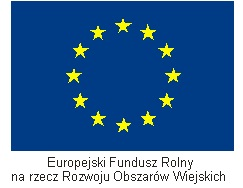 Europejski Fundusz Rolny
na rzecz Rozwoju Obszarów Wiejskich